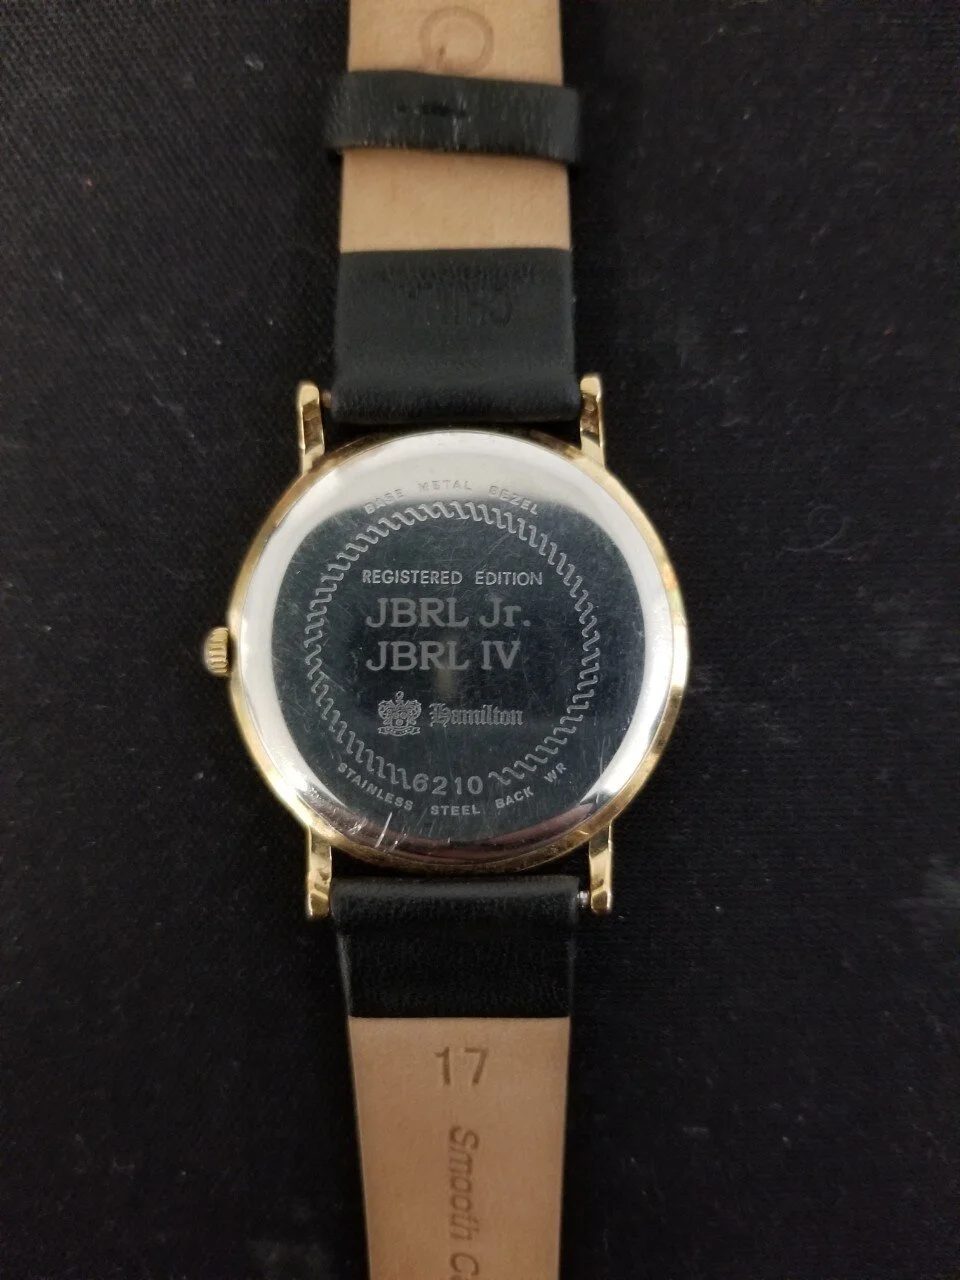 BASE METAL BEZEL
REGISTERED EDITION
JBRL Jr.
JBRL IV
Hamilton
6210
STAINLESS STEEL BACK WR
17
Smooth